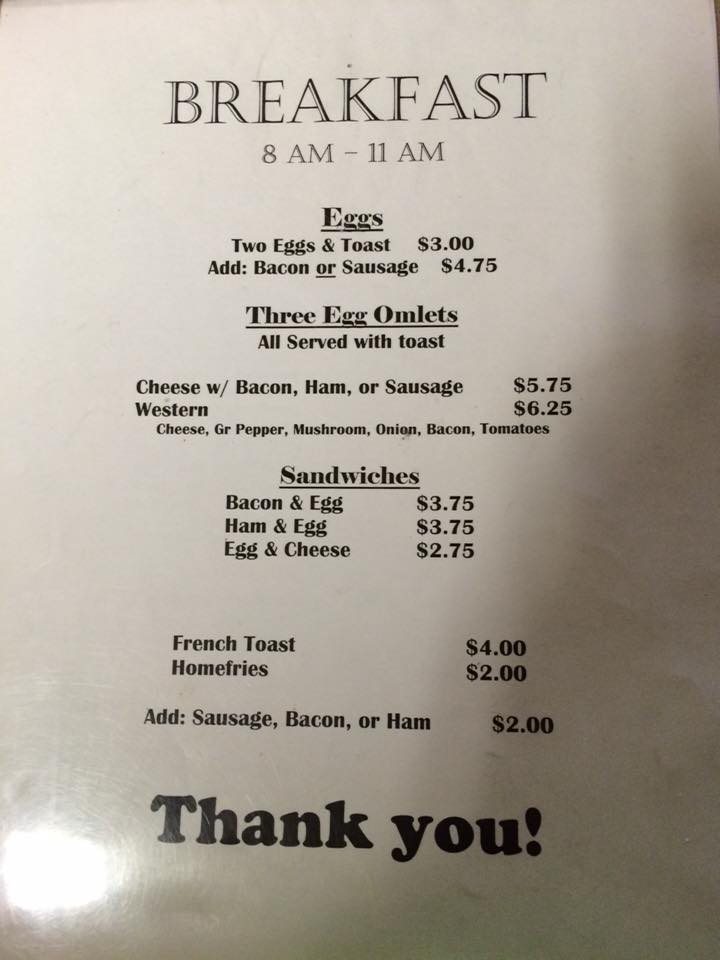 BREAKFAST
8 AM – 11 AM
Eggs
Two Eggs & Toast $3.00
Add: Bacon or Sausage $4.75
Three Egg Omlets
All Served with toast
Cheese w/ Bacon, Ham, or Sausage $5.75
Western $6.25
Cheese, Gr Pepper, Mushroom, Onion, Bacon, Tomatoes
Sandwiches
Bacon & Egg $3.75
Ham & Egg $3.75
Egg & Cheese $2.75
French Toast $4.00
Homefries $2.00
Add: Sausage, Bacon, or Ham $2.00
Thank you!